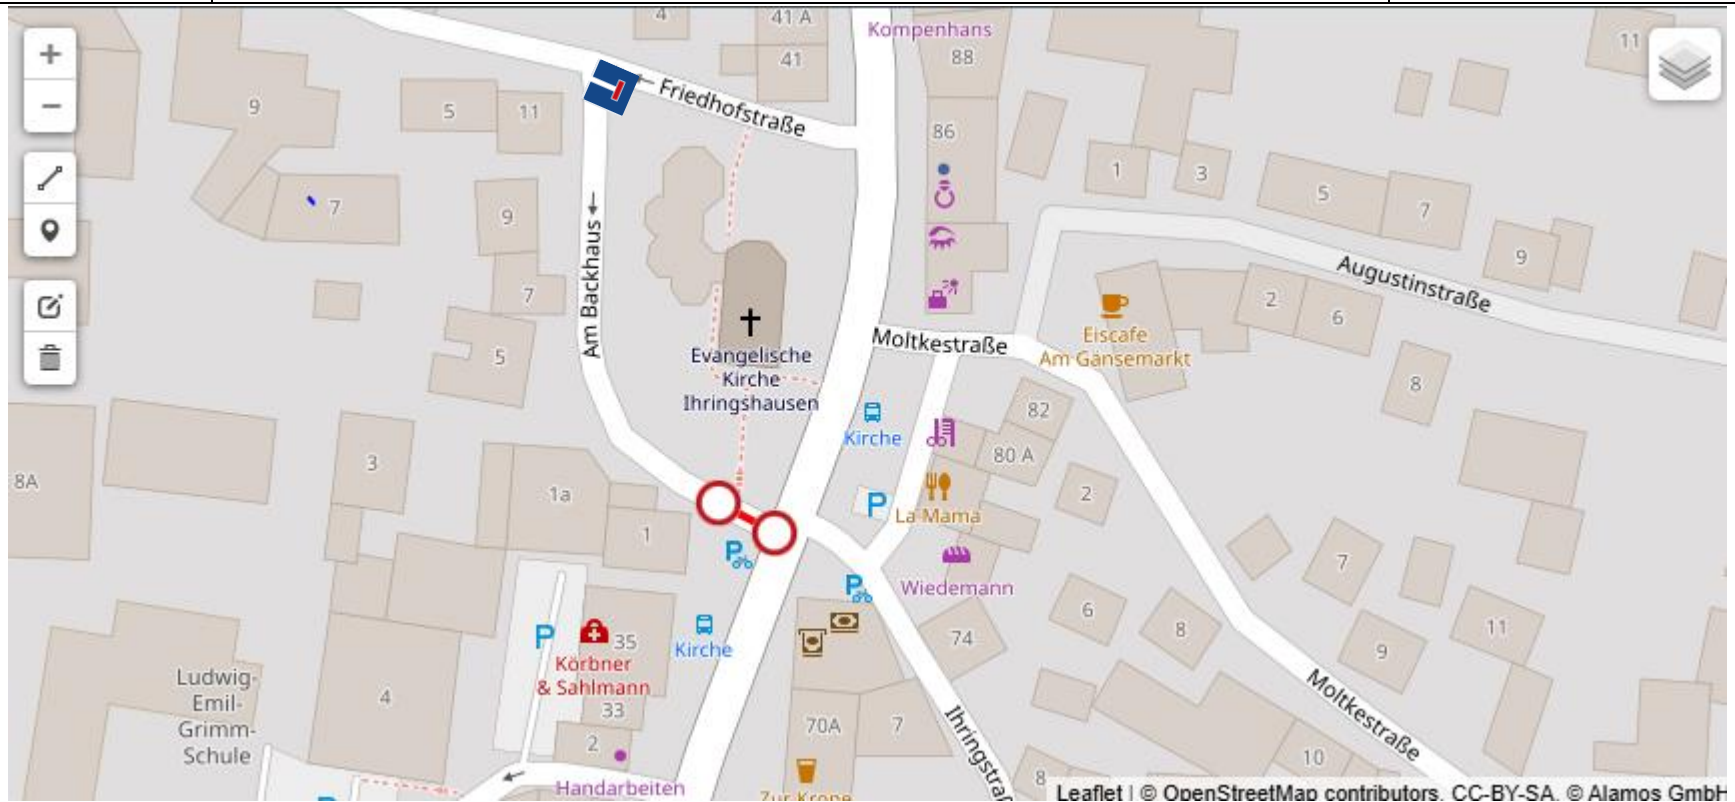 4
41 A
Kompenhans
11
+
41
88
−
9
5
11
Friedhofstraße
86
1
3
5
7
7
9
9
Am Backhaus
7
Augustinstraße
2
6
5
Moltkestraße
Eiscafe
Am Gänsemarkt
Evangelische
Kirche
Ihringshausen
8
82
Kirche
80 A
3
8A
1a
2
P
La Mama
1
P
7
Wiedemann
P
6
8
11
P
35
Kirche
74
9
Körbner
& Sahlmann
Ludwig-
Emil-
Grimm-
Schule
4
33
70A
7
Ihringstraß
Moltkestraße
2
10
8
Handarbeiten
Zur Krone
P
Leaflet | © OpenStreetMap contributors, CC-BY-SA, © Alamos GmbH